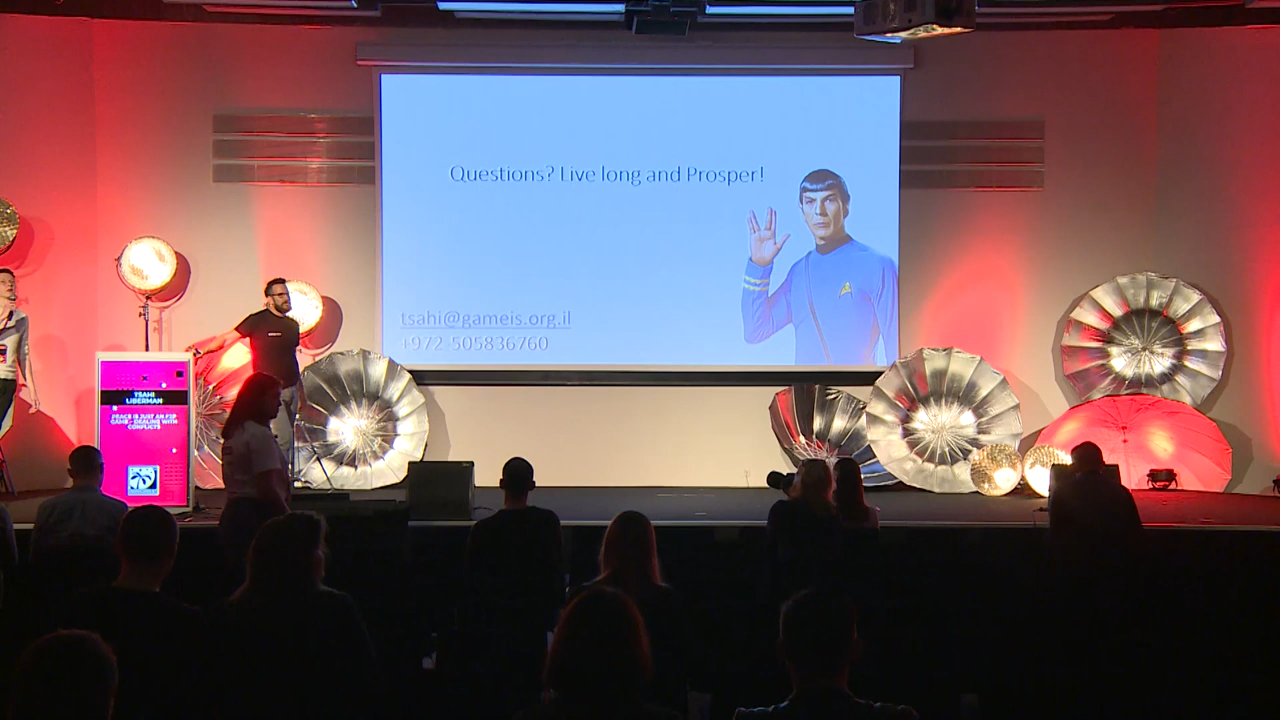 Questions? Live long and Prosper!
tsahi@gameis.org.il
+972-505836760
TSAHI
LIBERMAN
PEACE IS JUST AN F2P
GAME - DEALING WITH
CONFLICTS